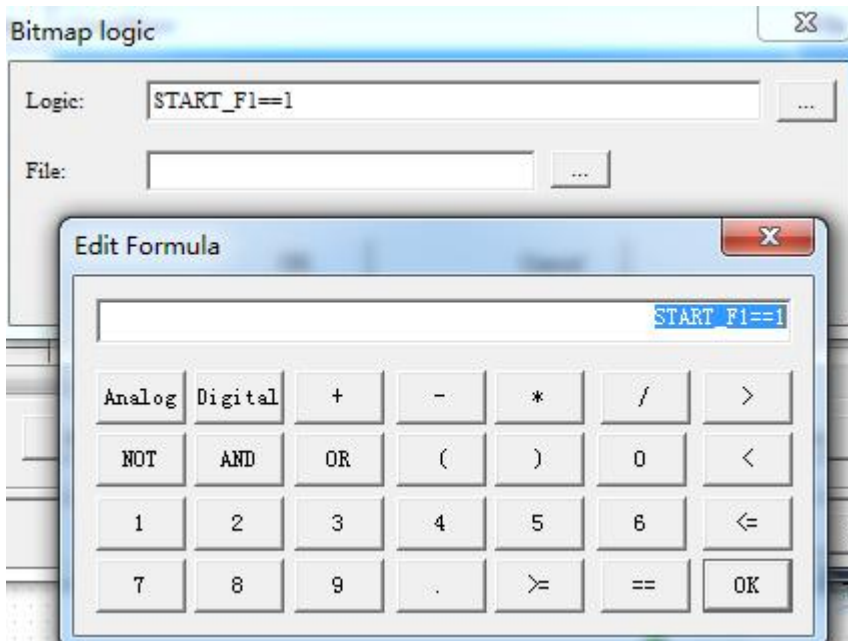 Bitmap logic
Logic: START_F1==1 ...
File: ...
Edit Formula
START_F1==1
Analog Digital + - * / >
NOT AND OR ( ) 0 <
1 2 3 4 5 6 <=
7 8 9 . >= == OK